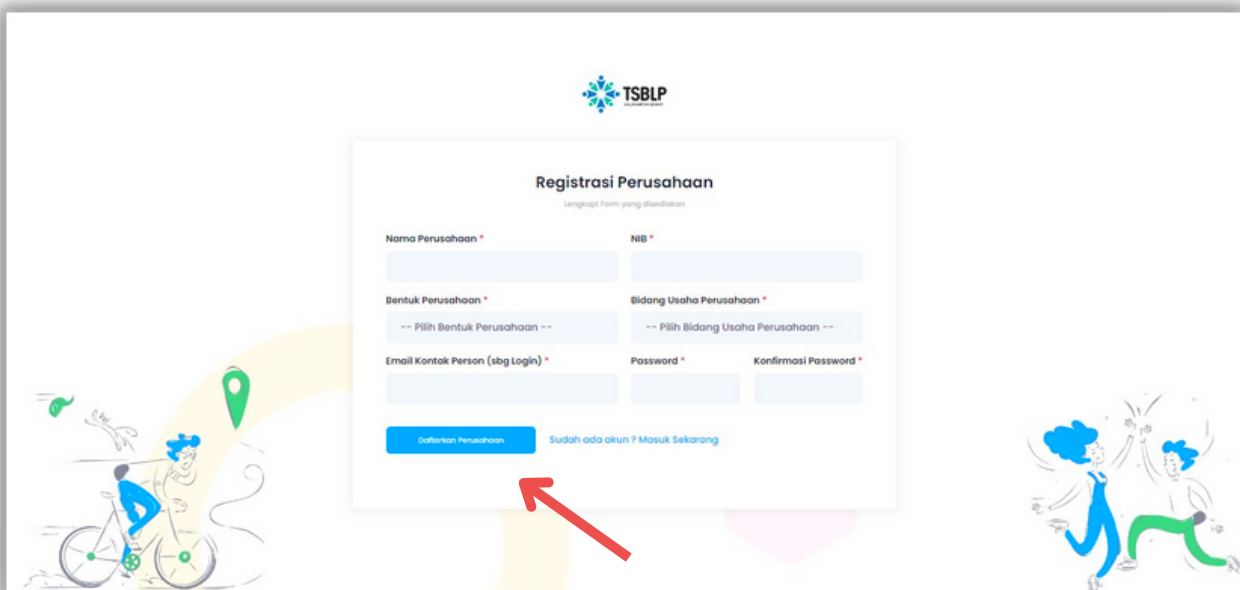 TSBLP
Registrasi Perusahaan
Lengkapi Form yang disediakan
Nama Perusahaan *
NIB *
Bentuk Perusahaan *
Bidang Usaha Perusahaan *
-- Pilih Bentuk Perusahaan --
-- Pilih Bidang Usaha Perusahaan --
Email Kontak Person (sbg Login) *
Password *
Konfirmasi Password *
Daftarkan Perusahaan
Sudah ada akun ? Masuk Sekarang